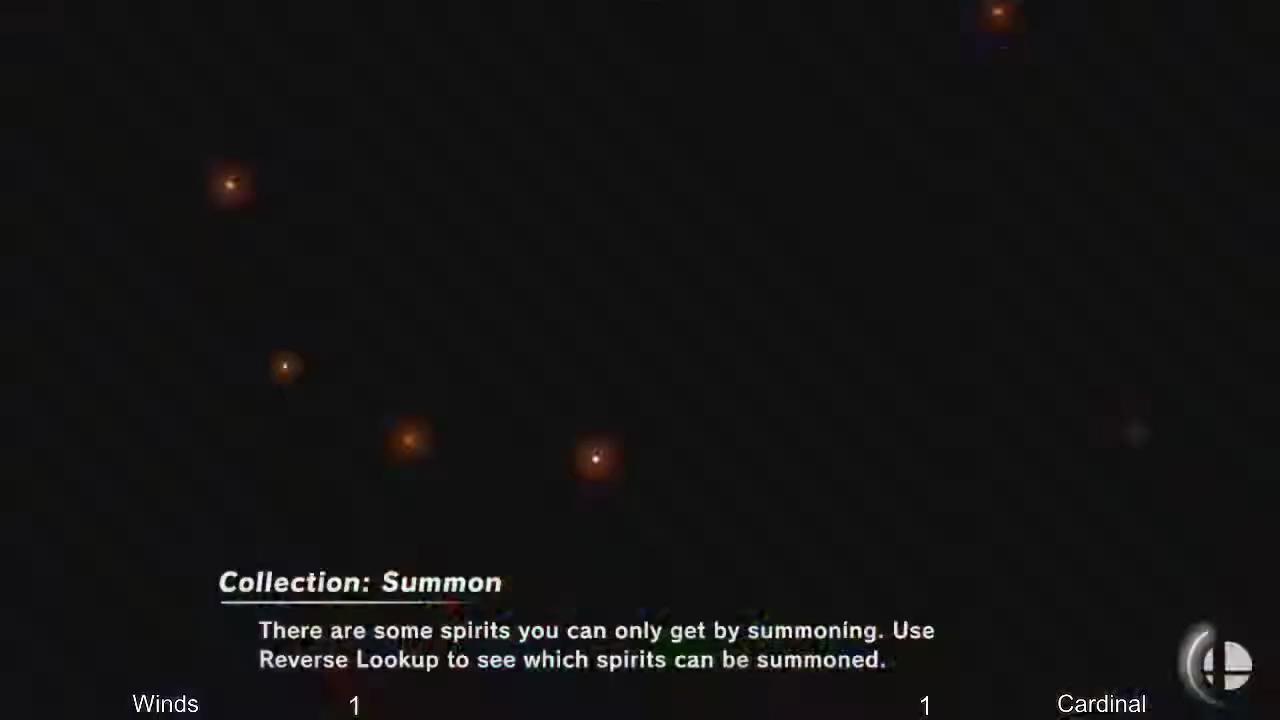 Collection: Summon
There are some spirits you can only get by summoning. Use
Reverse Lookup to see which spirits can be summoned.
Winds 1 1 Cardinal